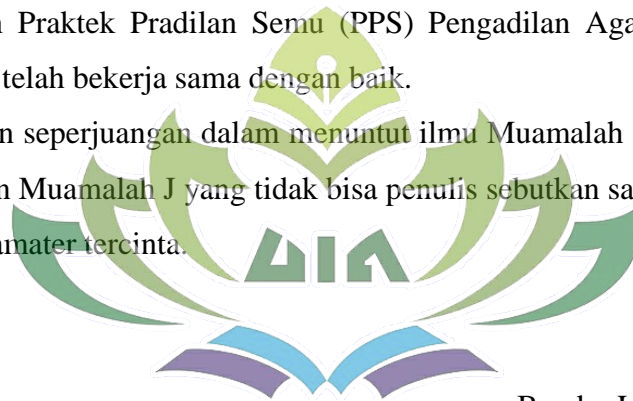 Praktek Pradilan Semu (PPS) Pengadilan Aga
telah bekerja sama dengan baik.
n seperjuangan dalam menuntut ilmu Muamalah
n Muamalah J yang tidak bisa penulis sebutkan sa
amater tercinta.
UIN